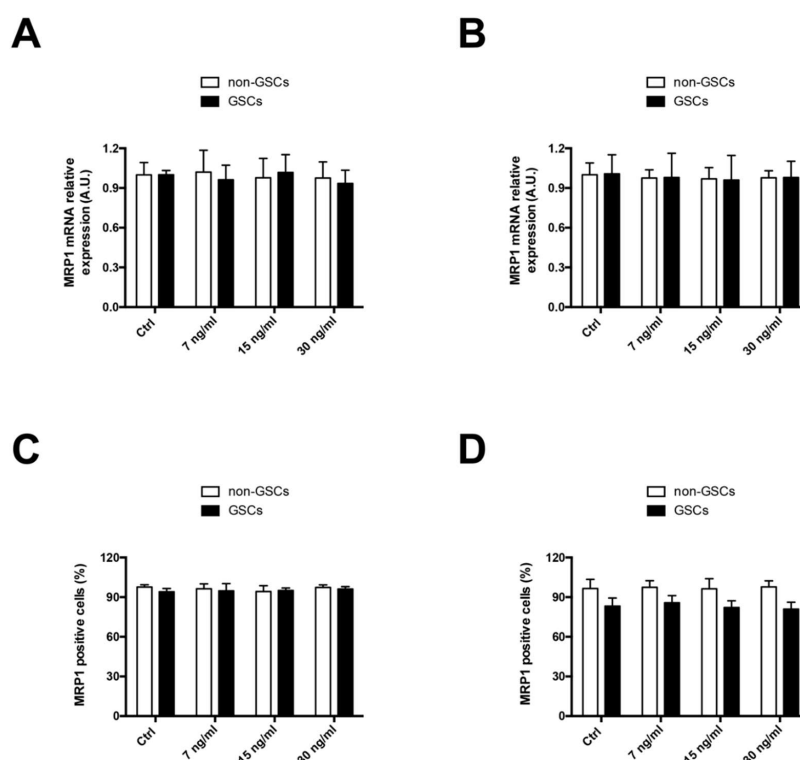 A
B
non-GSCs
GSCs
non-GSCs
GSCs
MRP1 mRNA relative
expression (A.U.)
1.2
0.9
0.6
0.3
0.0
Ctrl
7 ng/ml
15 ng/ml
30 ng/ml
MRP1 mRNA relative
expression (A.U.)
1.2
0.9
0.6
0.3
0.0
Ctrl
7 ng/ml
15 ng/ml
30 ng/ml
C
D
non-GSCs
GSCs
non-GSCs
GSCs
MRP1 positive cells (%)
120
90
60
30
0
Ctrl
7 ng/ml
15 ng/ml
30 ng/ml
MRP1 positive cells (%)
120
90
60
30
0
Ctrl
7 ng/ml
15 ng/ml
30 ng/ml